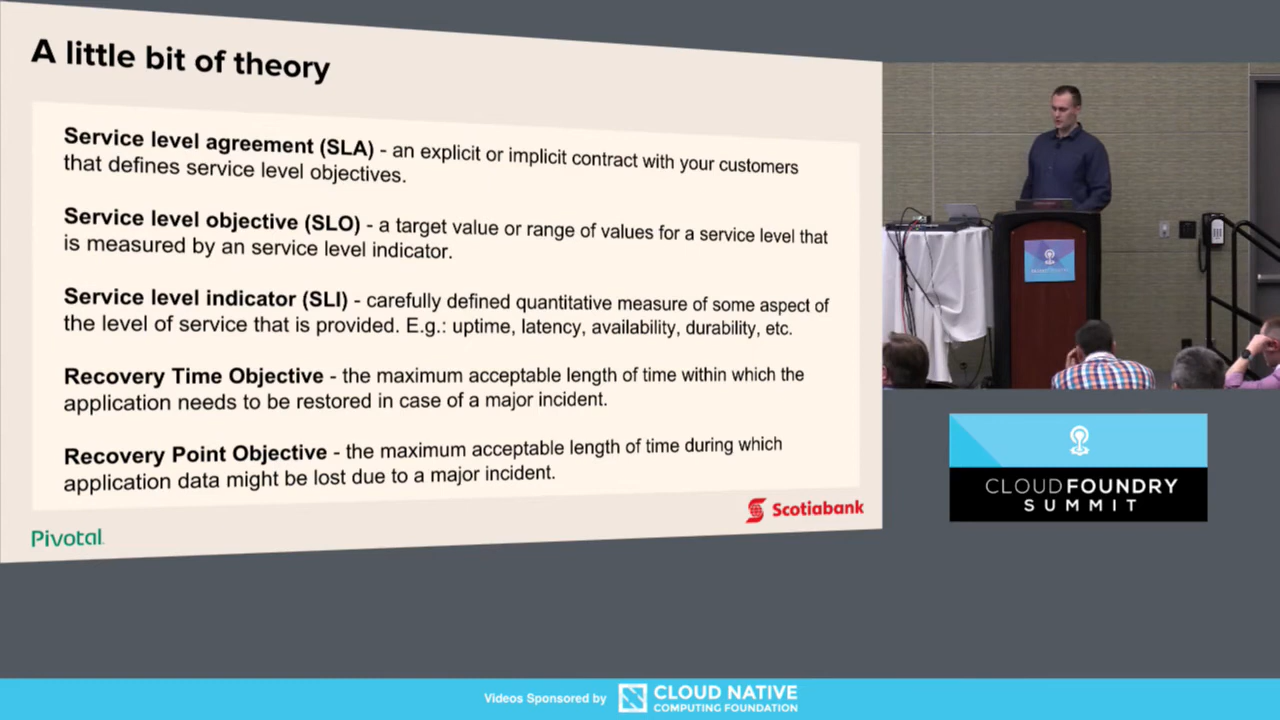 A little bit of theory
Service level agreement (SLA) - an explicit or implicit contract with your customers
that defines service level objectives.
Service level objective (SLO) - a target value or range of values for a service level that
is measured by an service level indicator.
Service level indicator (SLI) - carefully defined quantitative measure of some aspect of
the level of service that is provided. E.g.: uptime, latency, availability, durability, etc.
Recovery Time Objective - the maximum acceptable length of time within which the
application needs to be restored in case of a major incident.
Recovery Point Objective - the maximum acceptable length of time during which
application data might be lost due to a major incident.
Scotiabank
Pivotal
CLOUDFOUNDRY
SUMMIT
Videos Sponsored by
CLOUD NATIVE
COMPUTING FOUNDATION